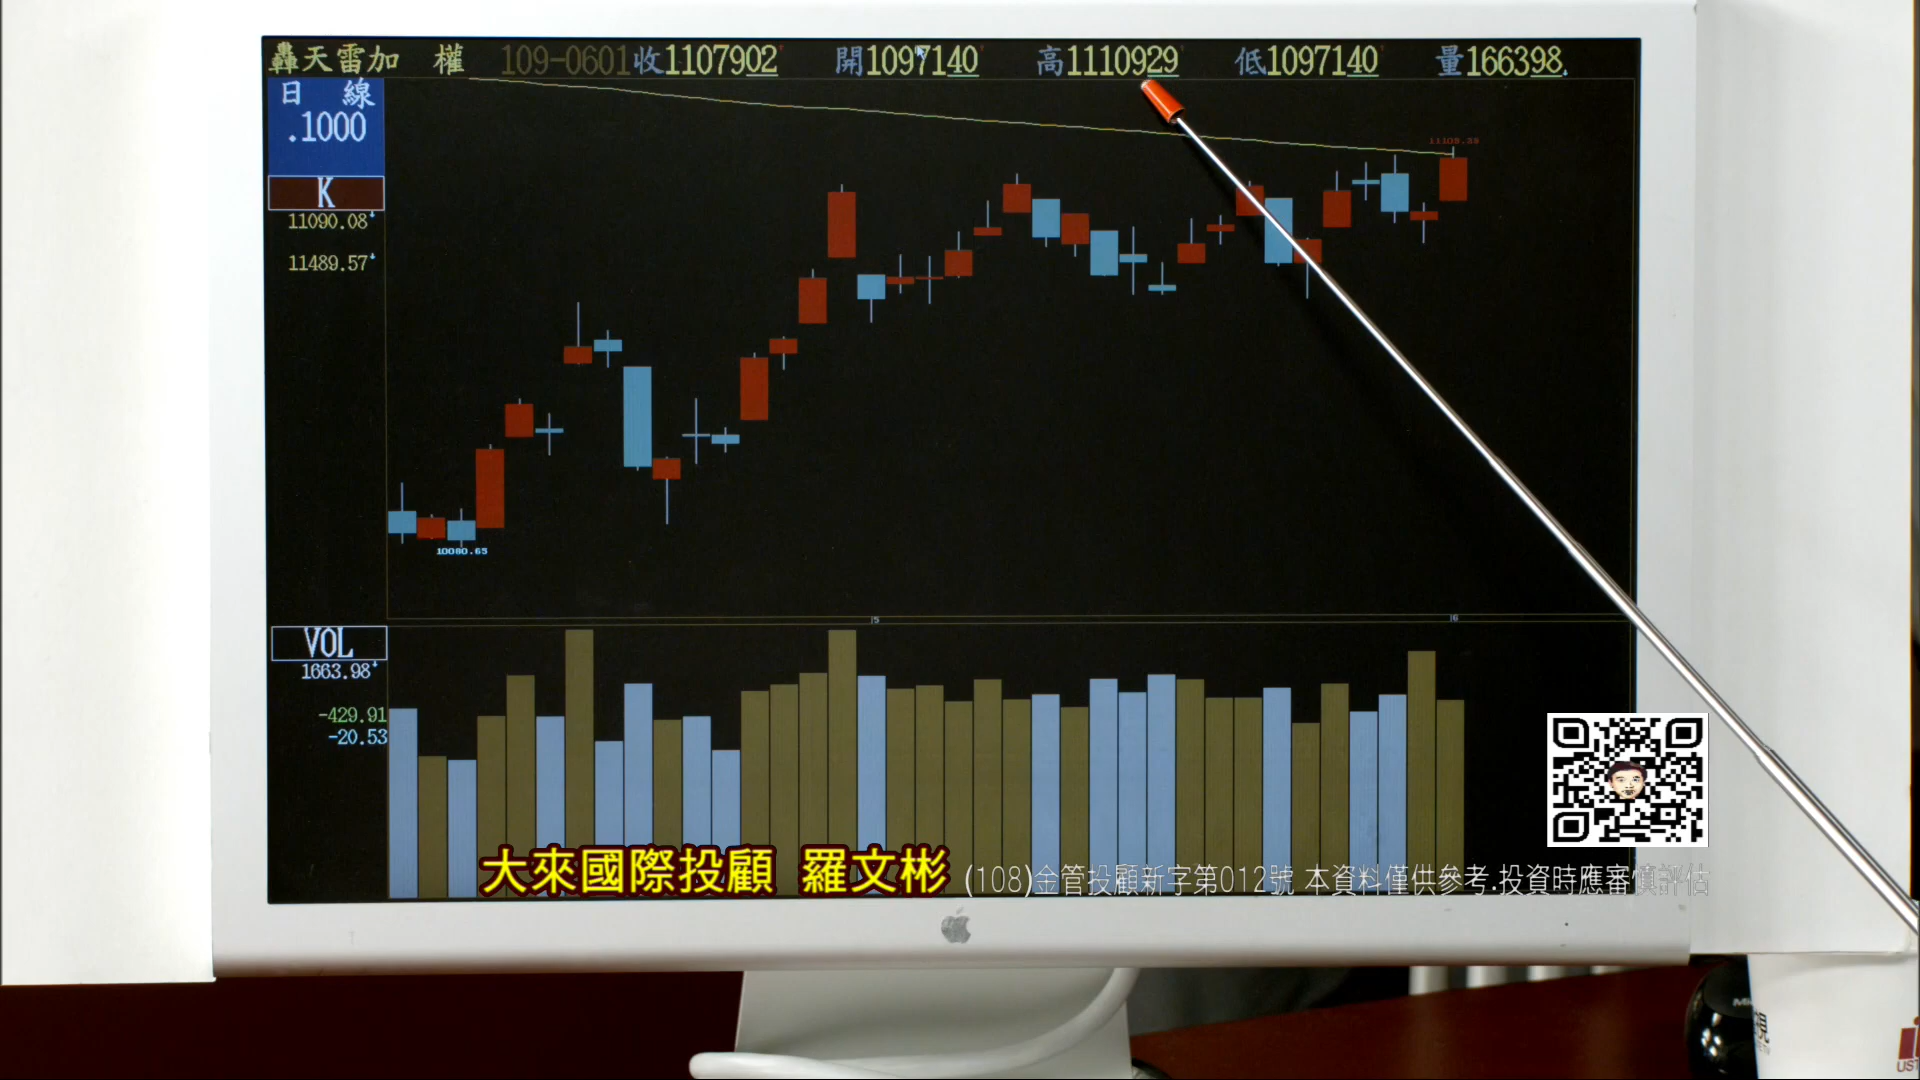 轟天雷加 權 109-0601收1107902 開1097140 高1110929 低1097140 量166398
日 線
.1000
K
11090.08
11489.57
11109.29
10080.65
5
6
VOL
1663.98
-429.91
-20.53
大來國際投顧 羅文彬 (108)金管投顧新字第012號 本資料僅供參考.投資時應審慎評估